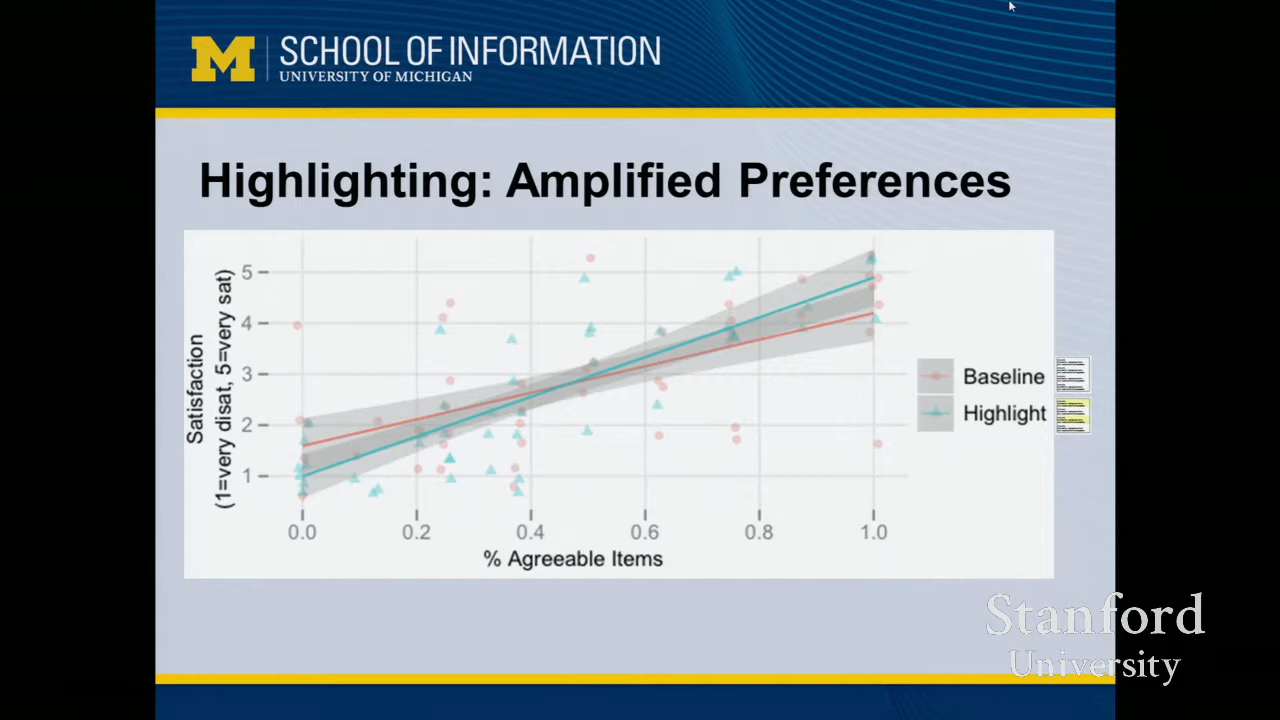 M SCHOOL OF INFORMATION
UNIVERSITY OF MICHIGAN
Highlighting: Amplified Preferences
Satisfaction
(1=very disat, 5=very sat)
5
4
3
2
1
0.0 0.2 0.4 0.6 0.8 1.0
% Agreeable Items
Baseline
Highlight
Stanford
University